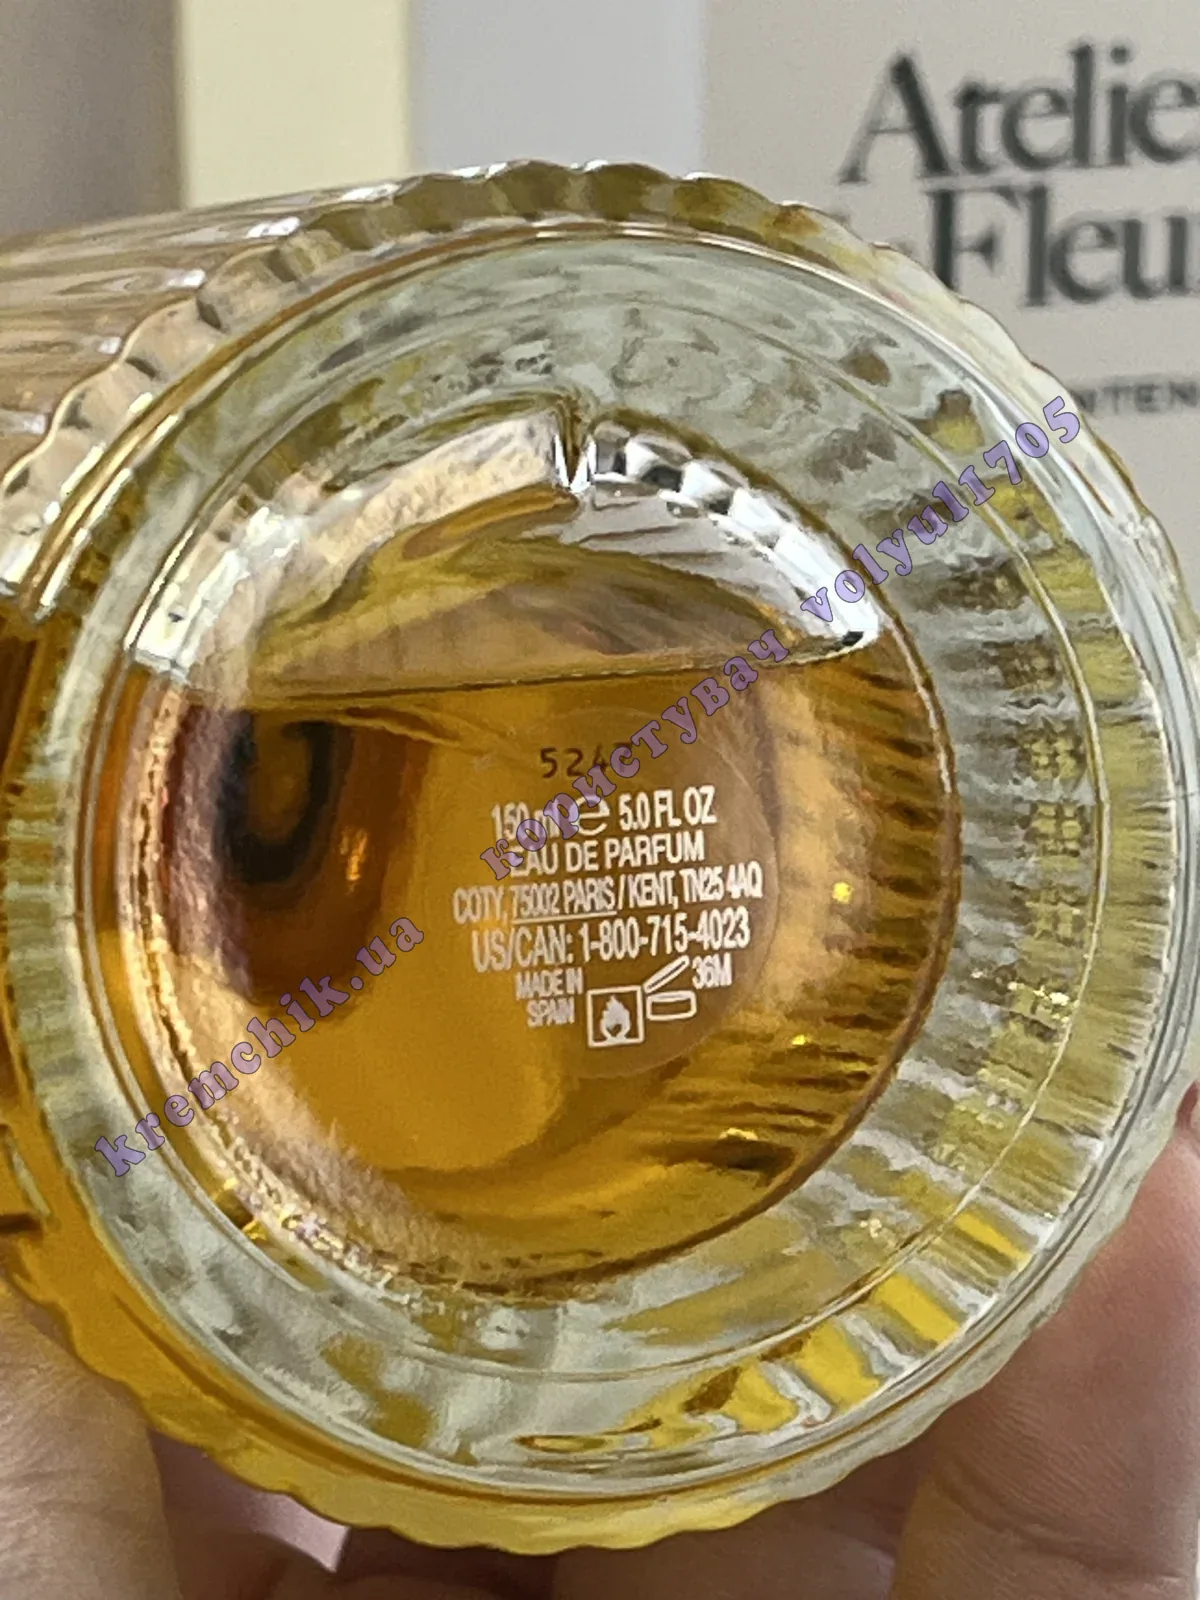 Atelie
Fleu
NTEN
524
150 ml e 5.0 FL OZ
EAU DE PARFUM
COTY, 75002 PARIS / KENT, TN25 4AQ
US/CAN: 1-800-715-4023
MADE IN
SPAIN
36M
kremchik.ua користувач volyul1705